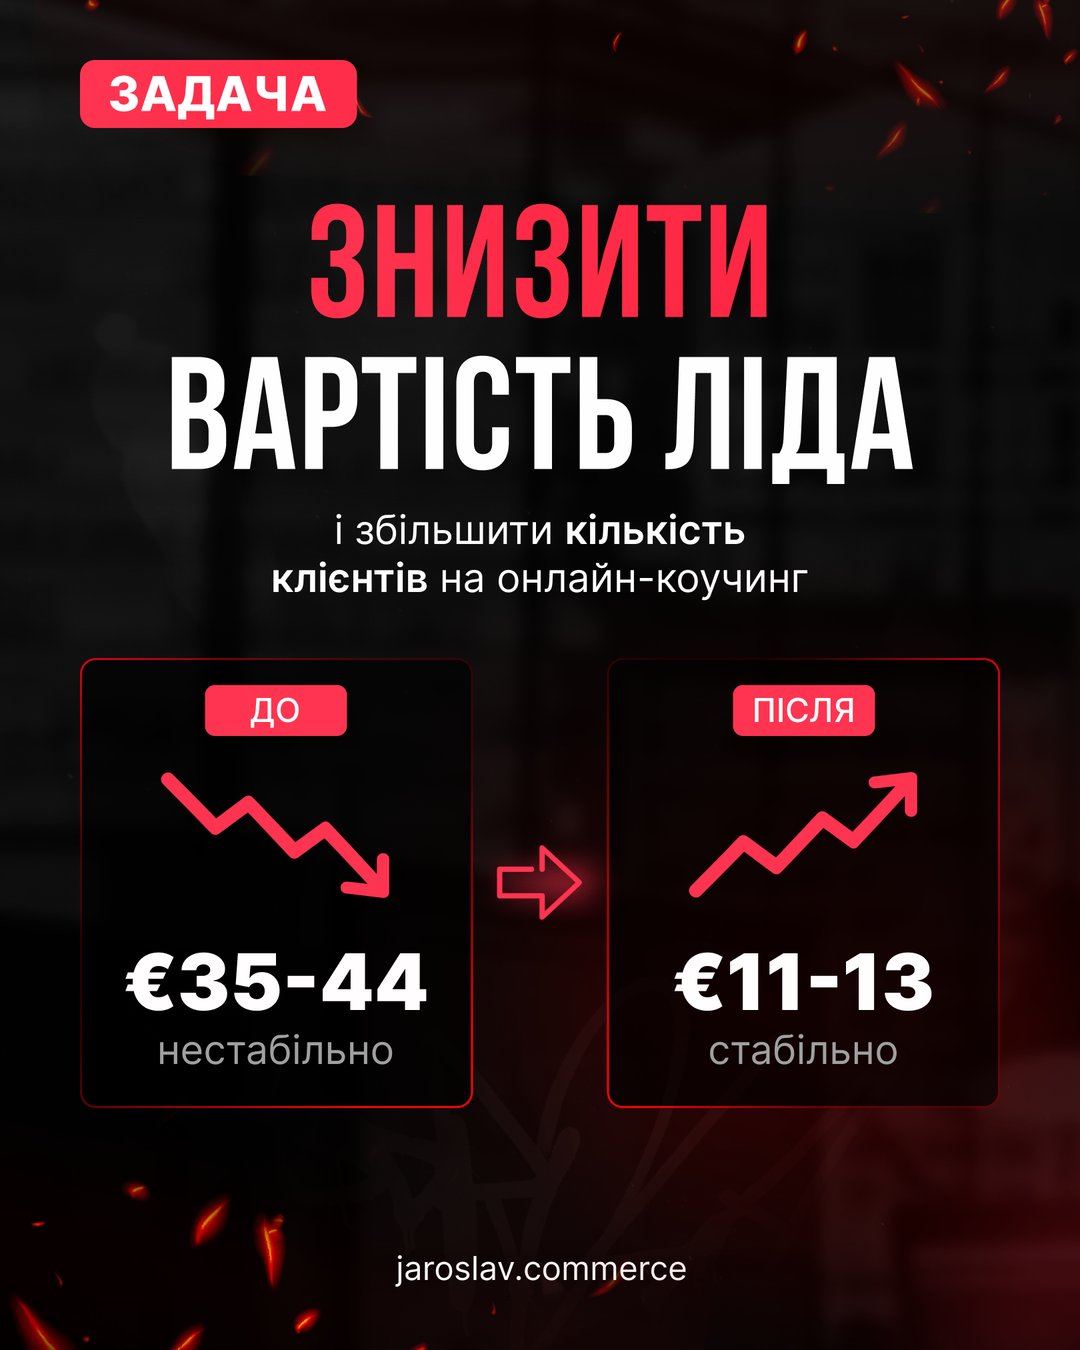 ЗАДАЧА
ЗНИЗИТИ
ВАРТІСТЬ ЛІДА
і збільшити кількість
клієнтів на онлайн-коучинг
ДО
€35-44
нестабільно
ПІСЛЯ
€11-13
стабільно
jaroslav.commerce